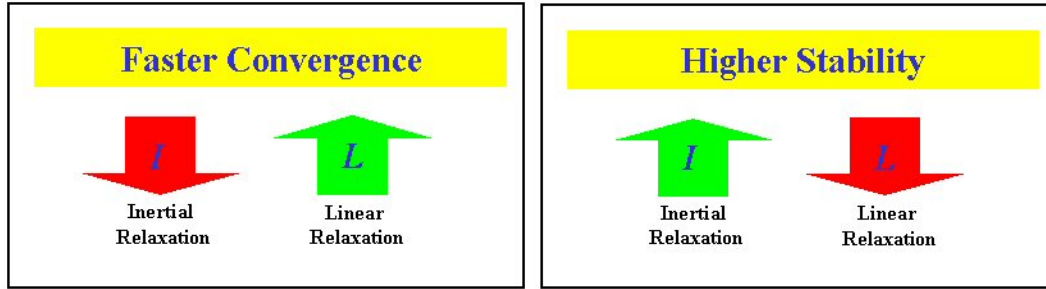 Faster Convergence
I
L
Inertial
Relaxation
Linear
Relaxation
Higher Stability
I
L
Inertial
Relaxation
Linear
Relaxation